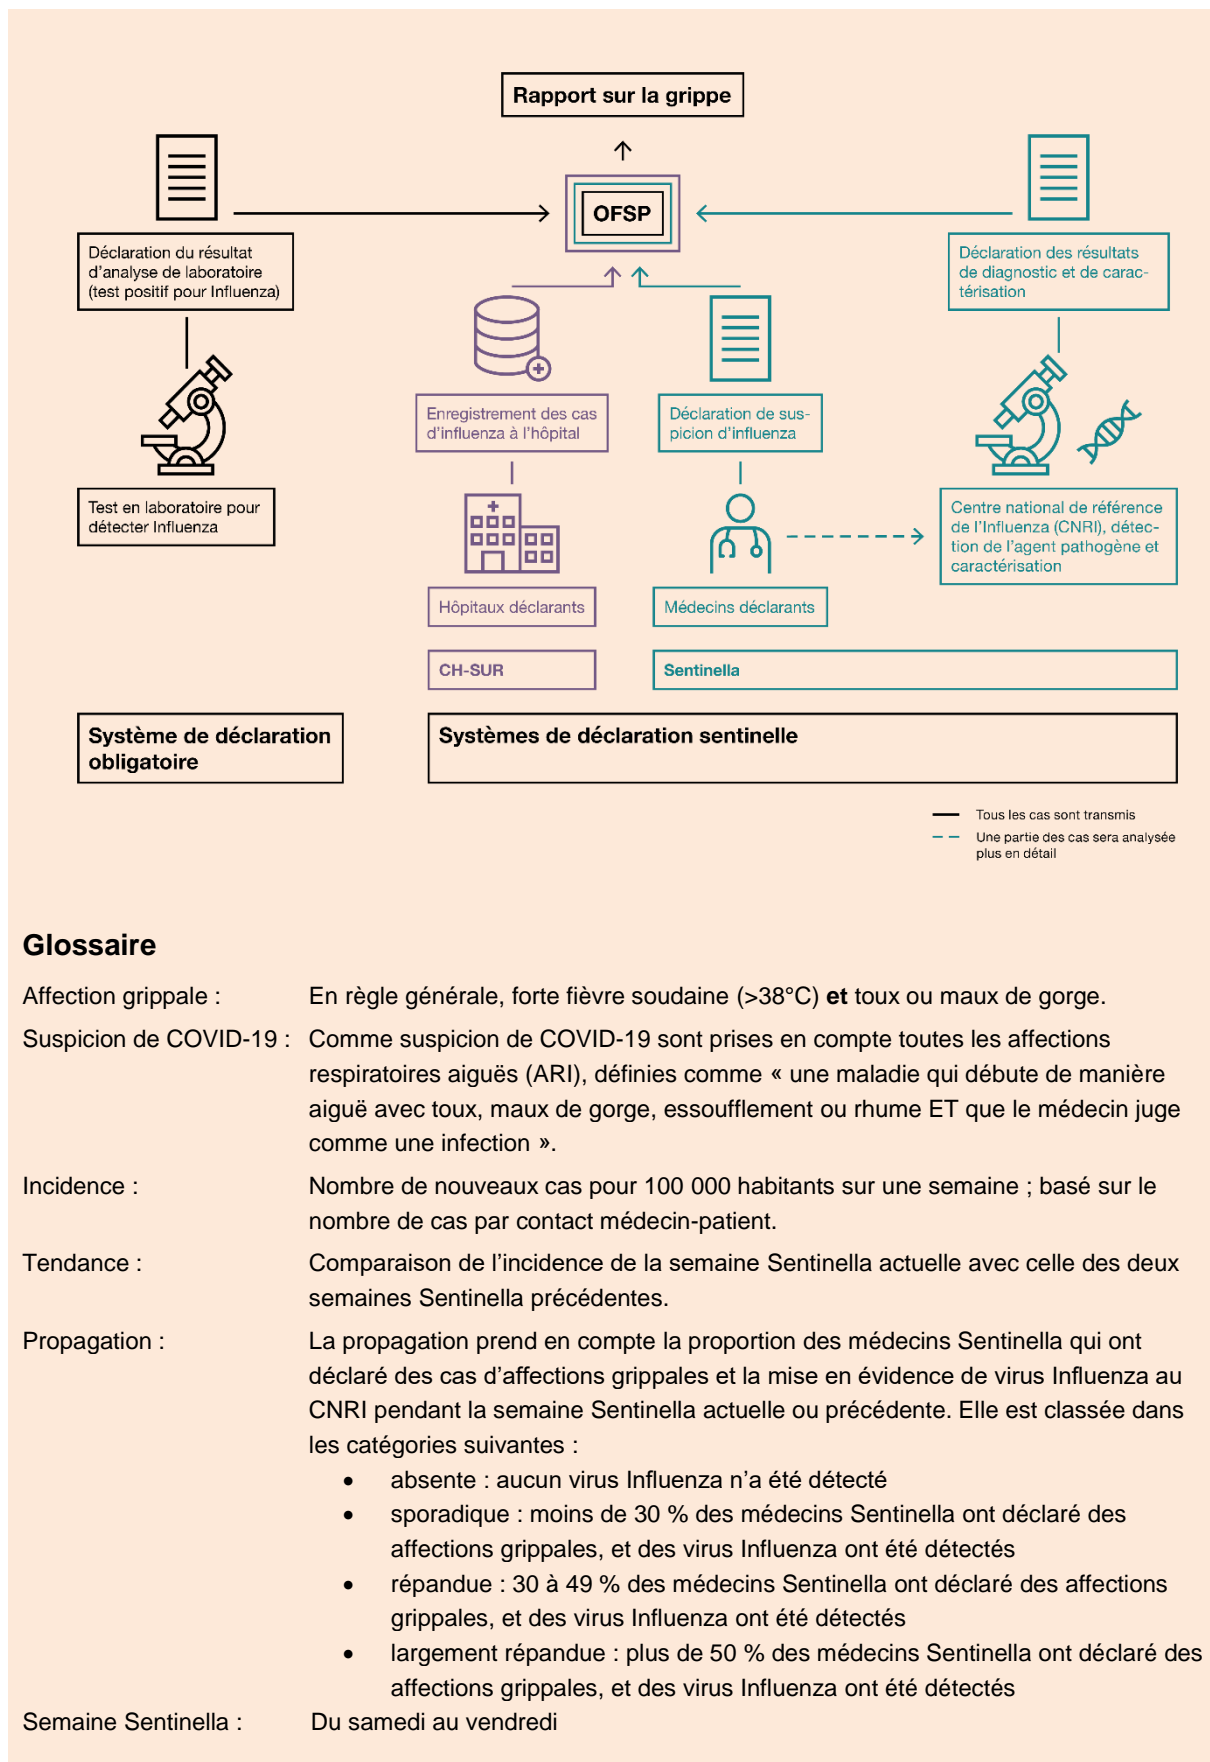 Rapport sur la grippe
OFSP
Déclaration du résultat
d'analyse de laboratoire
(test positif pour Influenza)
Déclaration des résultats
de diagnostic et de carac-
térisation
Enregistrement des cas
d'influenza à l'hôpital
Déclaration de sus-
picion d'influenza
Test en laboratoire pour
détecter Influenza
Centre national de référence
de l'Influenza (CNRI), détec-
tion de l'agent pathogène et
caractérisation
Hôpitaux déclarants
Médecins déclarants
CH-SUR
Sentinella
Système de déclaration
obligatoire
Systèmes de déclaration sentinelle
Tous les cas sont transmis
Une partie des cas sera analysée
plus en détail
Glossaire
Affection grippale : En règle générale, forte fièvre soudaine (>38°C) et toux ou maux de gorge.
Suspicion de COVID-19 : Comme suspicion de COVID-19 sont prises en compte toutes les affections
respiratoires aiguës (ARI), définies comme « une maladie qui débute de manière
aiguë avec toux, maux de gorge, essoufflement ou rhume ET que le médecin juge
comme une infection ».
Incidence : Nombre de nouveaux cas pour 100 000 habitants sur une semaine ; basé sur le
nombre de cas par contact médecin-patient.
Tendance : Comparaison de l'incidence de la semaine Sentinella actuelle avec celle des deux
semaines Sentinella précédentes.
Propagation : La propagation prend en compte la proportion des médecins Sentinella qui ont
déclaré des cas d'affections grippales et la mise en évidence de virus Influenza au
CNRI pendant la semaine Sentinella actuelle ou précédente. Elle est classée dans
les catégories suivantes :
• absente : aucun virus Influenza n'a été détecté
• sporadique : moins de 30 % des médecins Sentinella ont déclaré des
affections grippales, et des virus Influenza ont été détectés
• répandue : 30 à 49 % des médecins Sentinella ont déclaré des affections
grippales, et des virus Influenza ont été détectés
• largement répandue : plus de 50 % des médecins Sentinella ont déclaré des
affections grippales, et des virus Influenza ont été détectés
Semaine Sentinella : Du samedi au vendredi